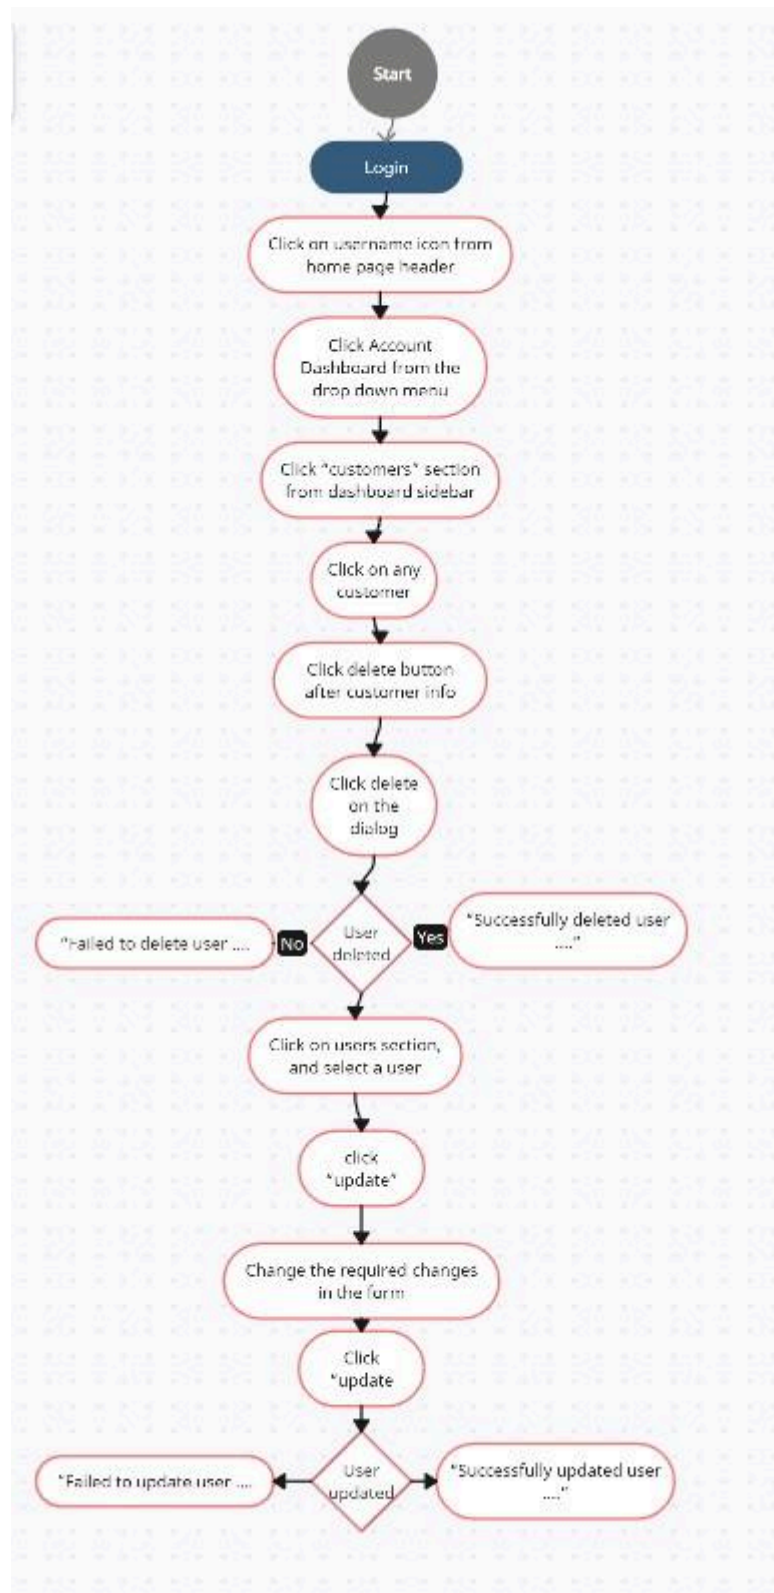 Start
Login
Click on username icon from
home page header
Click Account
Dashboard from the
drop down menu
Click “customers” section
from dashboard sidebar
Click on any
customer
Click delete button
after customer info
Click delete
on the
dialog
“Failed to delete user ....
No
User
deleted
Yes
“Successfully deleted user
....”
Click on users section,
and select a user
click
“update”
Change the required changes
in the form
Click
“update
“Failed to update user ....
User
updated
“Successfully updated user
....”